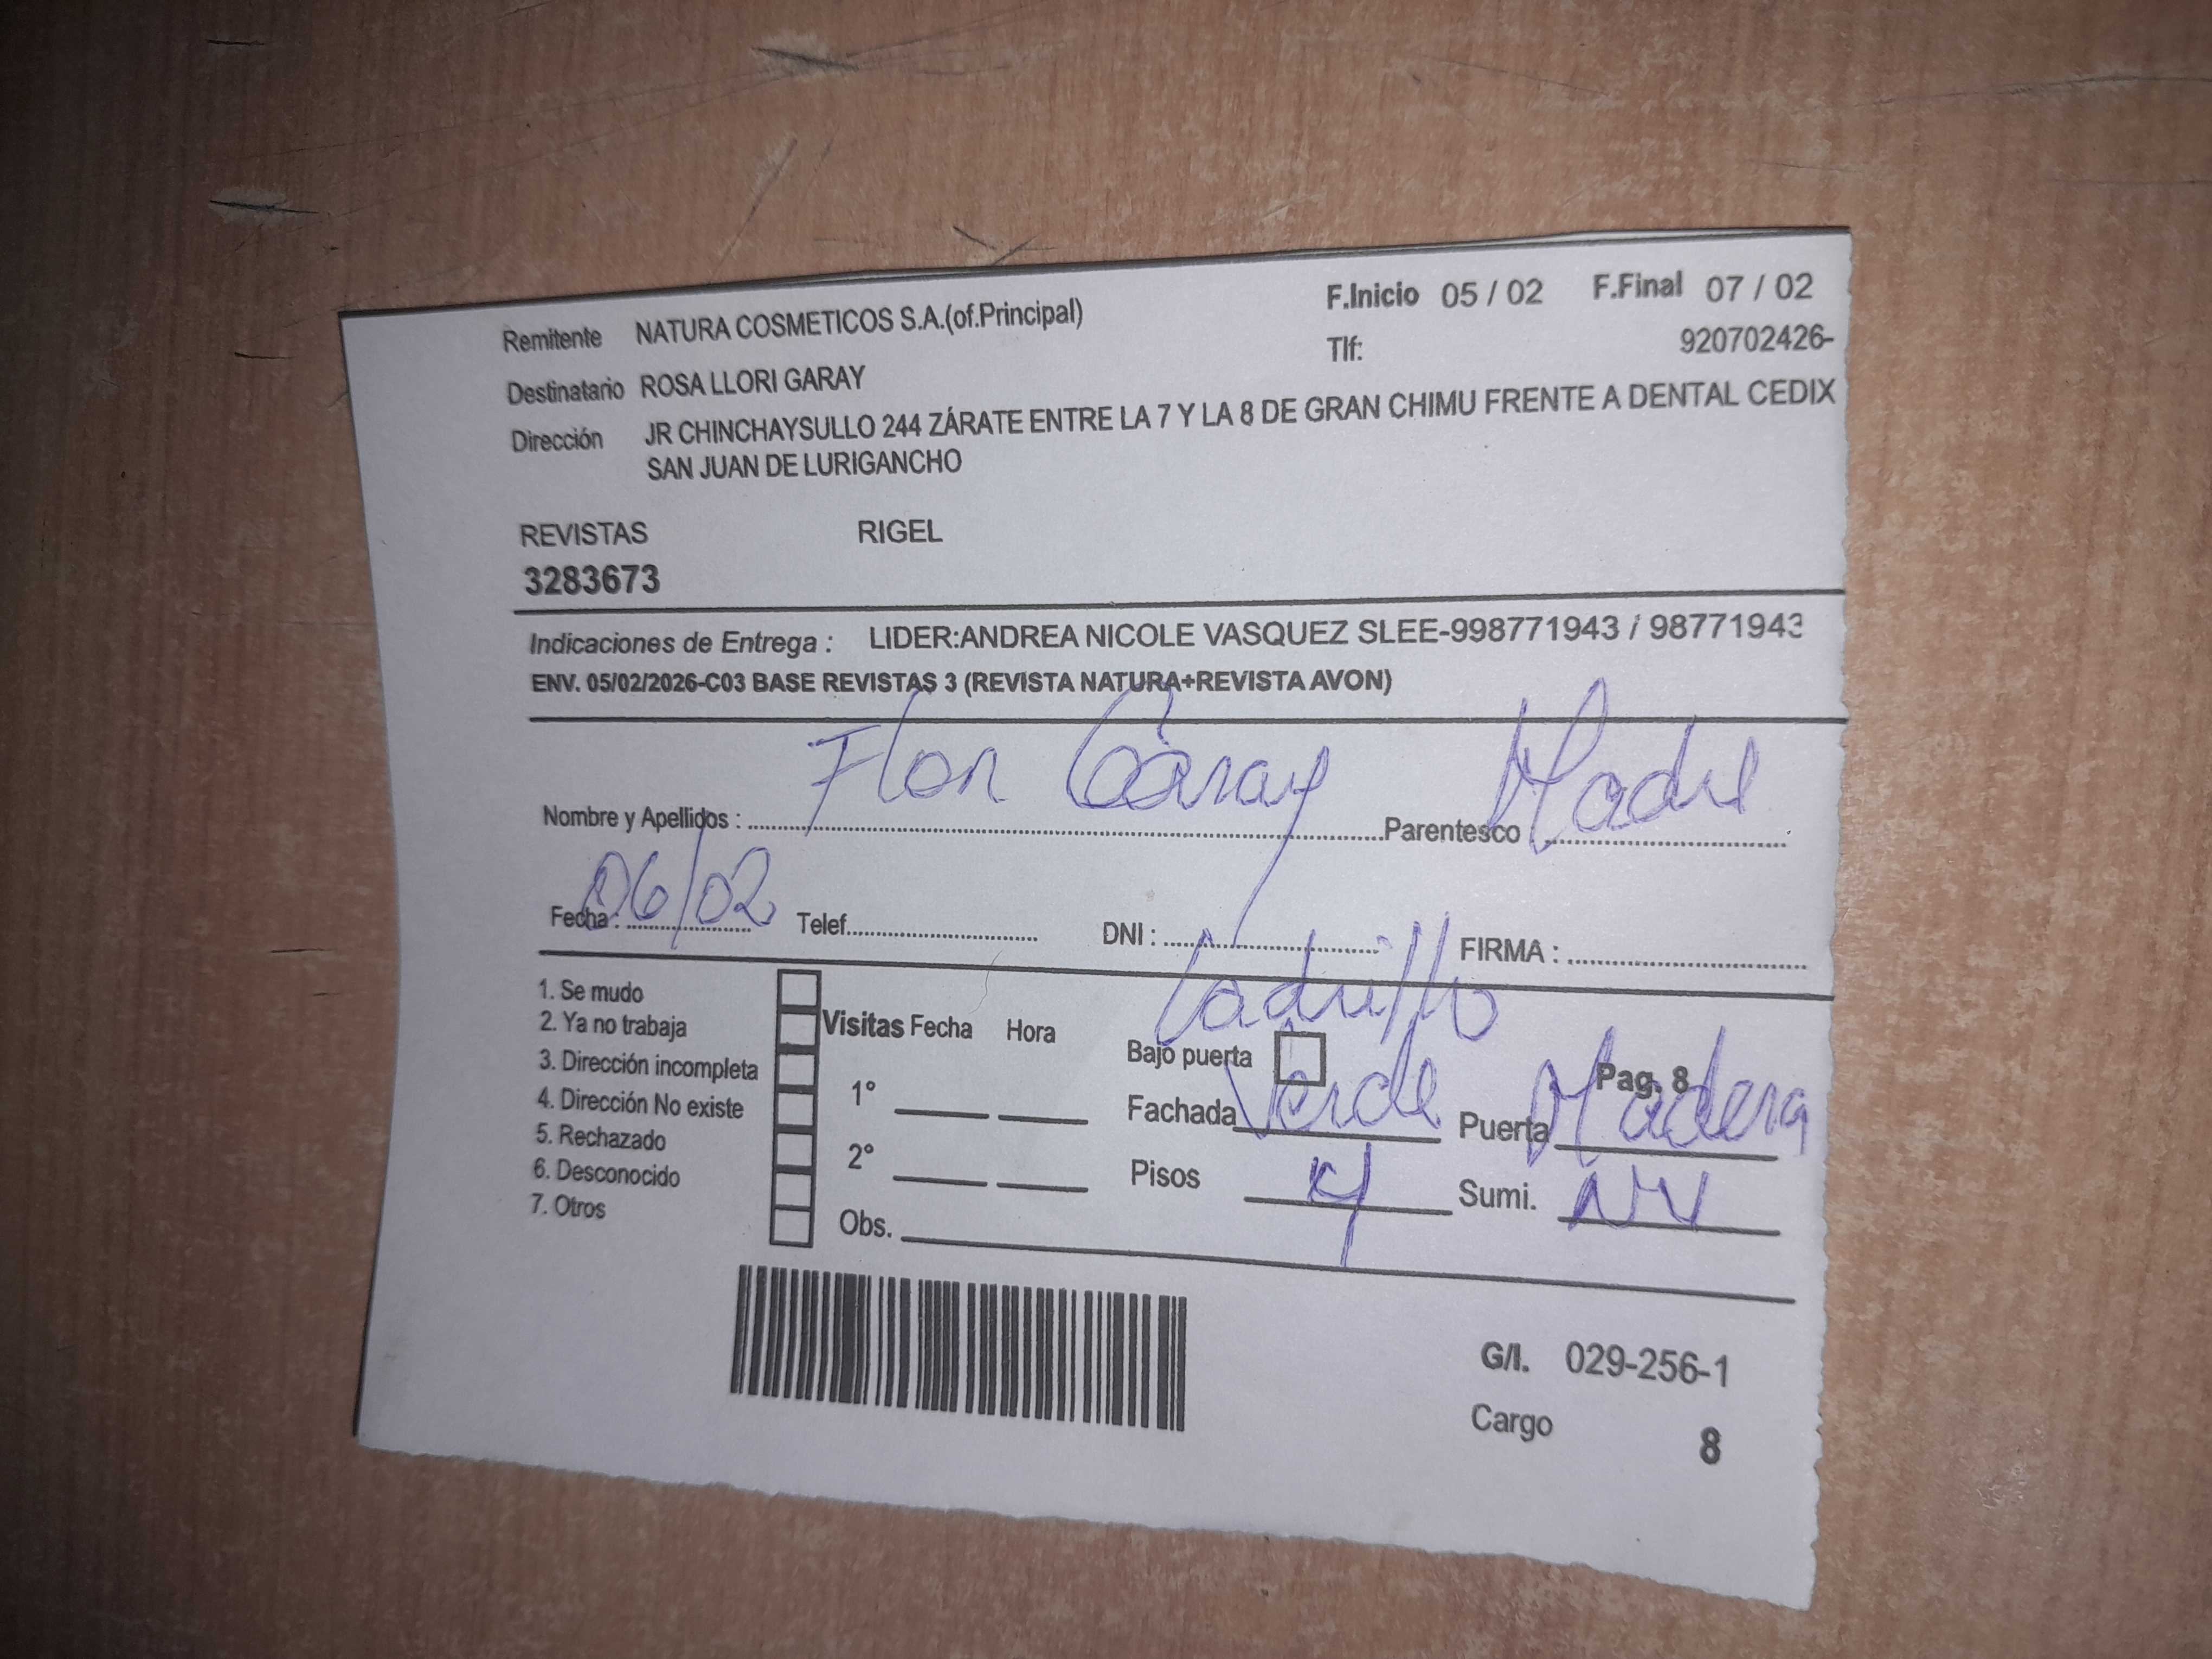 Remitente NATURA COSMETICOS S.A.(of.Principal) F.Inicio 05 / 02 F.Final 07 / 02
Tlf: 920702426-
Destinatario ROSA LLORI GARAY
Dirección JR CHINCHAYSULLO 244 ZÁRATE ENTRE LA 7 Y LA 8 DE GRAN CHIMU FRENTE A DENTAL CEDIX
SAN JUAN DE LURIGANCHO
REVISTAS RIGEL
3283673
Indicaciones de Entrega : LIDER:ANDREA NICOLE VASQUEZ SLEE-998771943 / 98771943
ENV. 05/02/2026-C03 BASE REVISTAS 3 (REVISTA NATURA+REVISTA AVON)
Nombre y Apellidos : Flor Garay Parentesco Madre
Fecha : 06/02 Telef. DNI : FIRMA :
Ladrillo
1. Se mudo
2. Ya no trabaja Visitas Fecha Hora Bajo puerta Pag. 8
3. Dirección incompleta
4. Dirección No existe 1° Fachada Verde Puerta Madera
5. Rechazado
6. Desconocido 2° Pisos 4 Sumi. NV
7. Otros Obs.
G/I. 029-256-1
Cargo 8